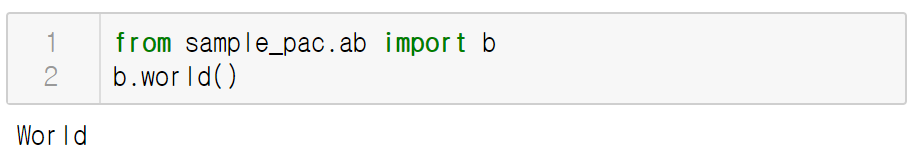 1 from sample_pac.ab import b
2 b.world()
World